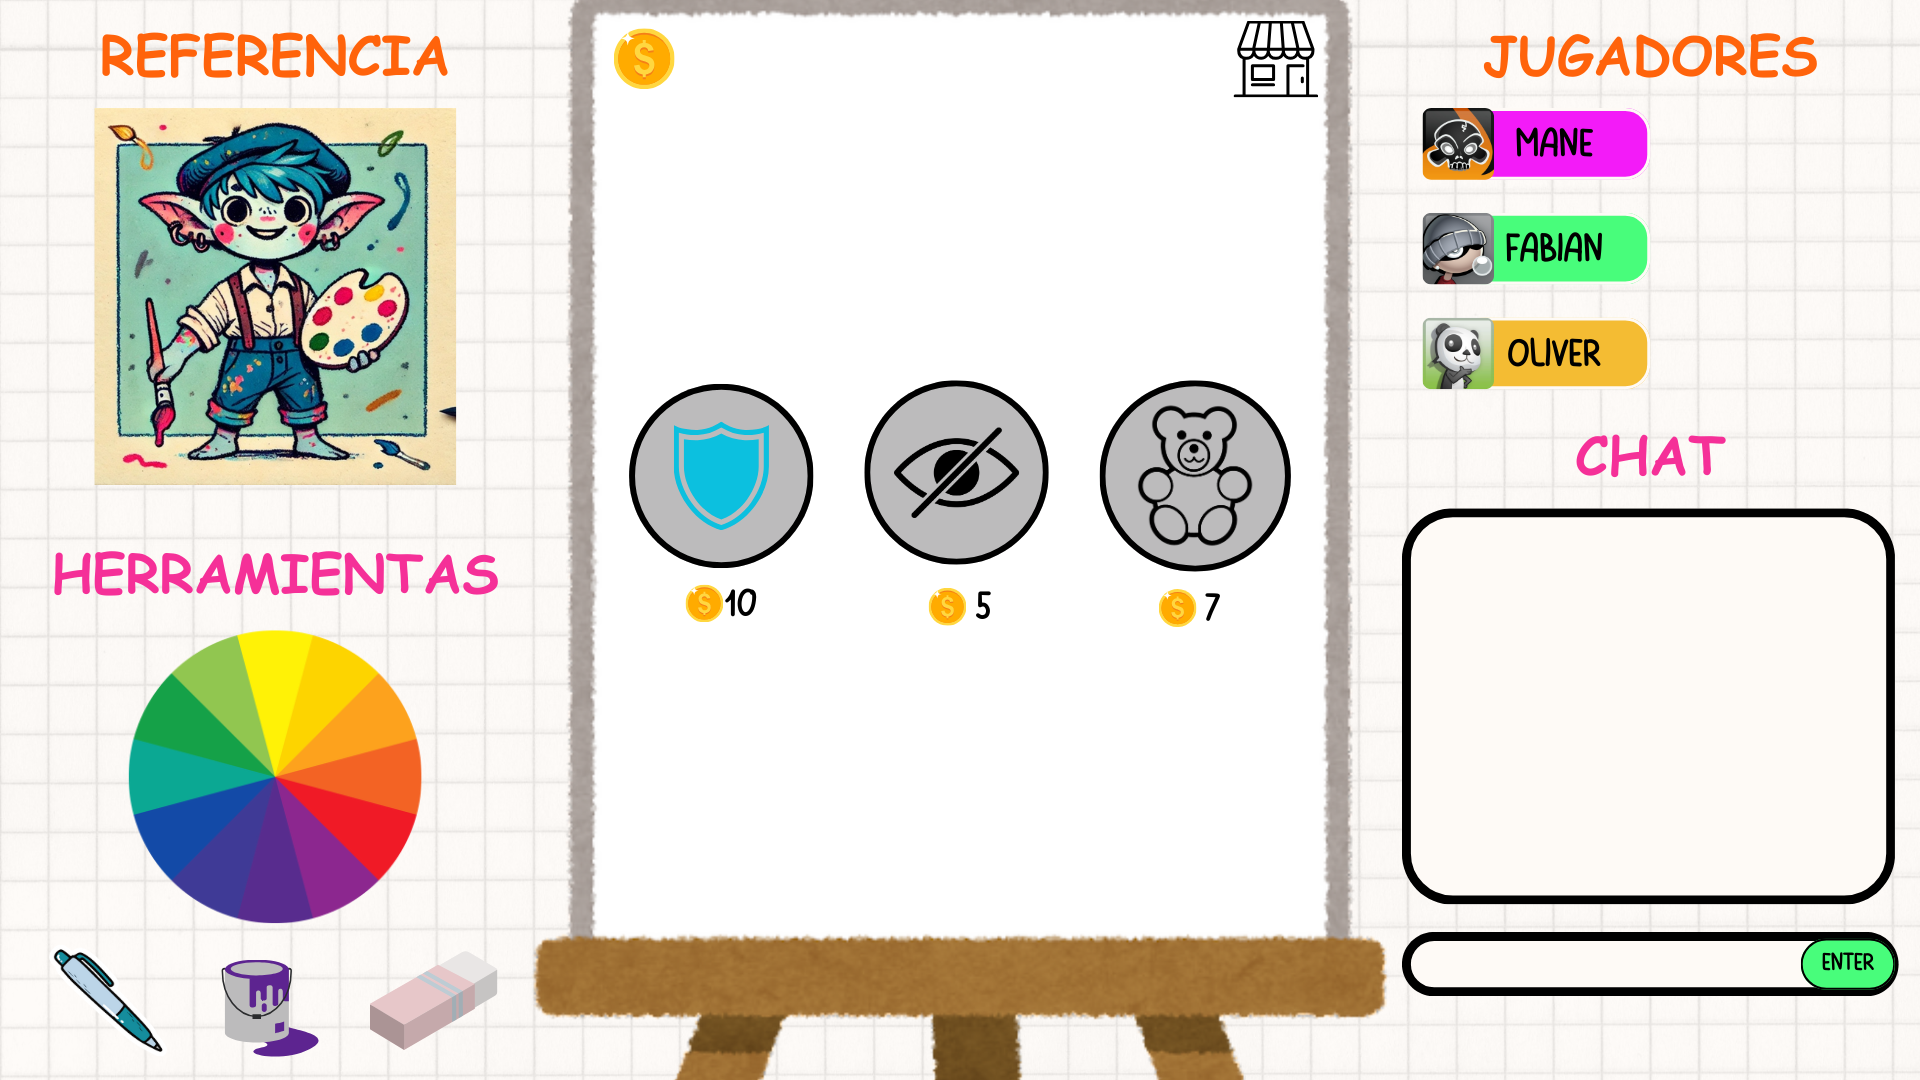 REFERENCIA
HERRAMIENTAS
$
$ 10
$ 5
$ 7
JUGADORES
MANE
FABIAN
OLIVER
CHAT
ENTER